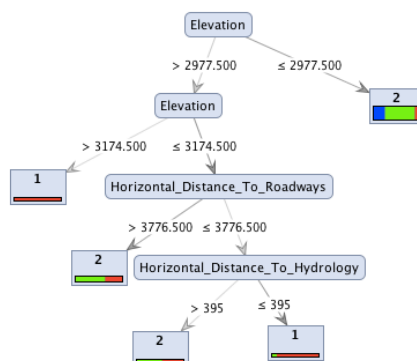 Elevation
> 2977.500 ≤ 2977.500
Elevation 2
> 3174.500 ≤ 3174.500
1 Horizontal_Distance_To_Roadways
> 3776.500 ≤ 3776.500
2 Horizontal_Distance_To_Hydrology
> 395 ≤ 395
2 1